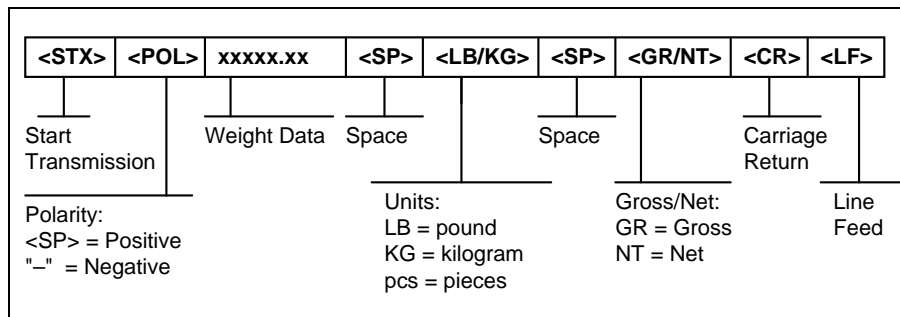 <STX> <POL> xxxxx.xx <SP> <LB/KG> <SP> <GR/NT> <CR> <LF>
Start
Transmission
Weight Data
Space
Space
Carriage
Return
Polarity:
<SP> = Positive
"–" = Negative
Units:
LB = pound
KG = kilogram
pcs = pieces
Gross/Net:
GR = Gross
NT = Net
Line
Feed